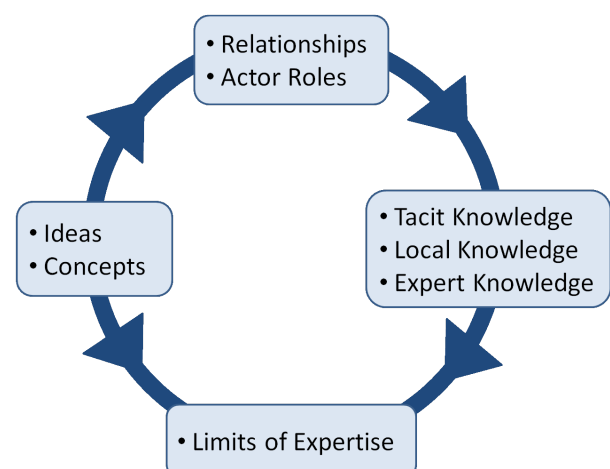 • Relationships
• Actor Roles
• Tacit Knowledge
• Local Knowledge
• Expert Knowledge
• Ideas
• Concepts
• Limits of Expertise